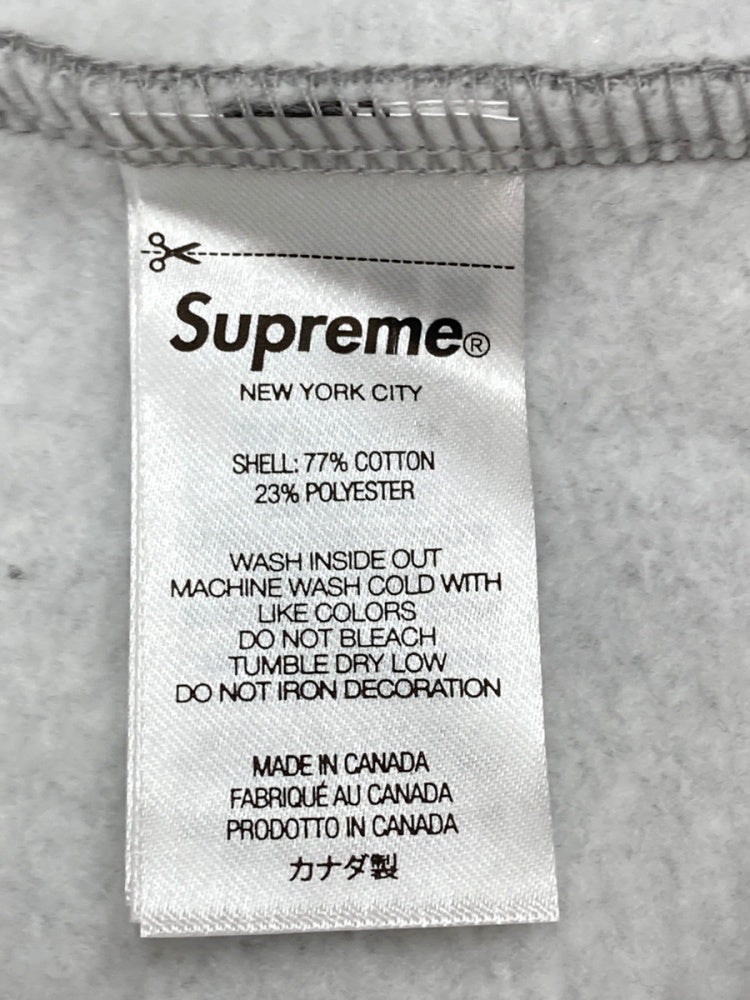 Supreme®
NEW YORK CITY
SHELL: 77% COTTON
23% POLYESTER
WASH INSIDE OUT
MACHINE WASH COLD WITH
LIKE COLORS
DO NOT BLEACH
TUMBLE DRY LOW
DO NOT IRON DECORATION
MADE IN CANADA
FABRIQUÉ AU CANADA
PRODOTTO IN CANADA
カナダ製